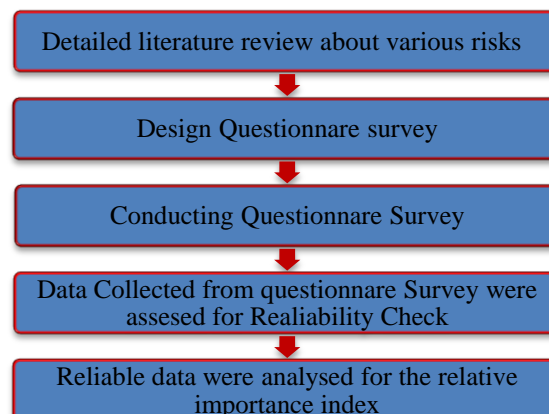 Detailed literature review about various risks
Design Questionnare survey
Conducting Questionnare Survey
Data Collected from questionnare Survey were
assesed for Realiability Check
Reliable data were analysed for the relative
importance index